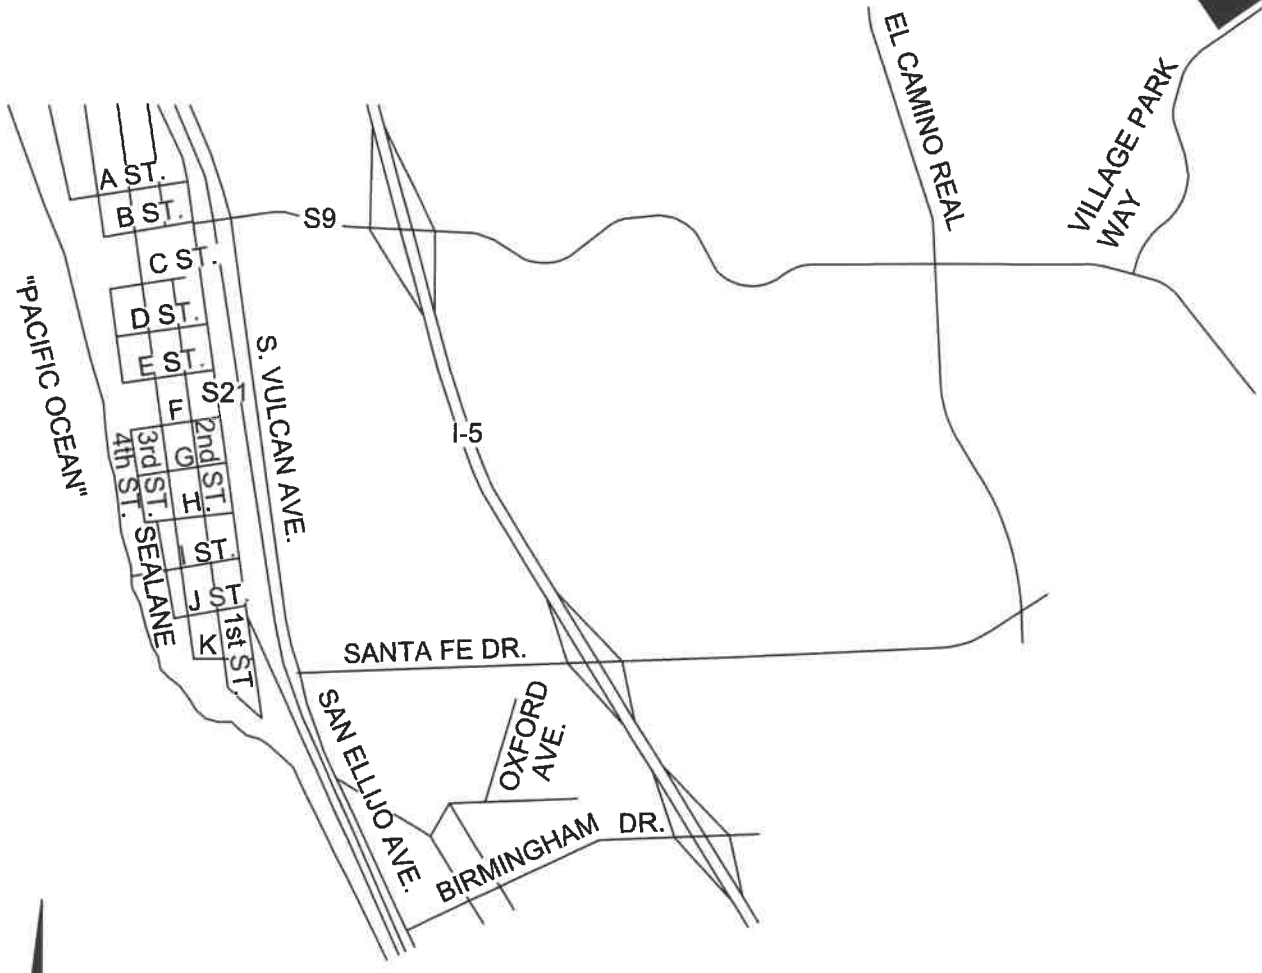 EL CAMINO REAL
VILLAGE PARK
WAY
A ST.
B ST.
S9
C ST.
"PACIFIC OCEAN"
D ST.
S. VULCAN AVE.
E ST.
S21
F
I-5
2nd ST.
3rd ST.
4th ST.
G
H.
SEALANE
I ST.
J ST.
1st ST.
K
SANTA FE DR.
SAN ELLIJO AVE.
OXFORD
AVE.
BIRMINGHAM DR.